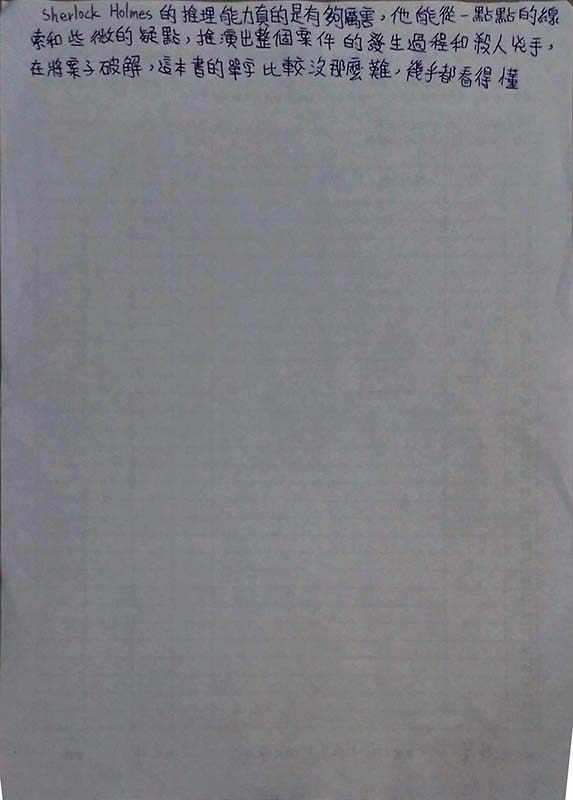 Sherlock Holmes 的推理能力真的是有夠厲害，他能從一點點的線
索和些微的疑點，推演出整個案件的發生過程和殺人兇手，
在將案子破解，這本書的單字比較沒那麼難，幾乎都看得懂